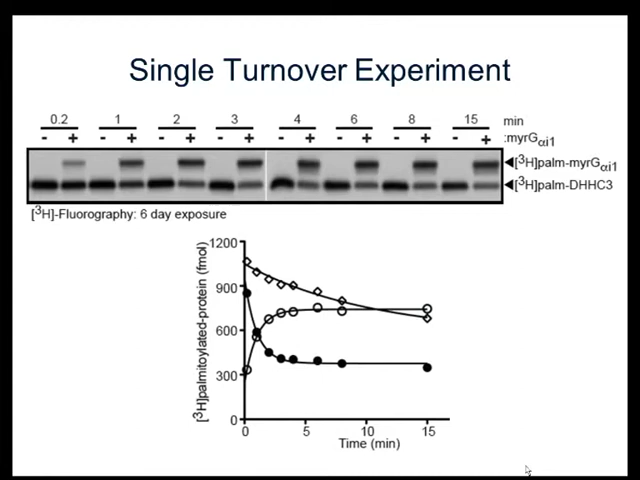 Single Turnover Experiment
0.2 1 2 3 4 6 8 15 min
- + - + - + - + - + - + - + - + :myrGαi1
[³H]palm-myrGαi1
[³H]palm-DHHC3
[³H]-Fluorography: 6 day exposure
[³H]palmitoylated-protein (fmol)
1200
900
600
300
0
0 5 10 15
Time (min)